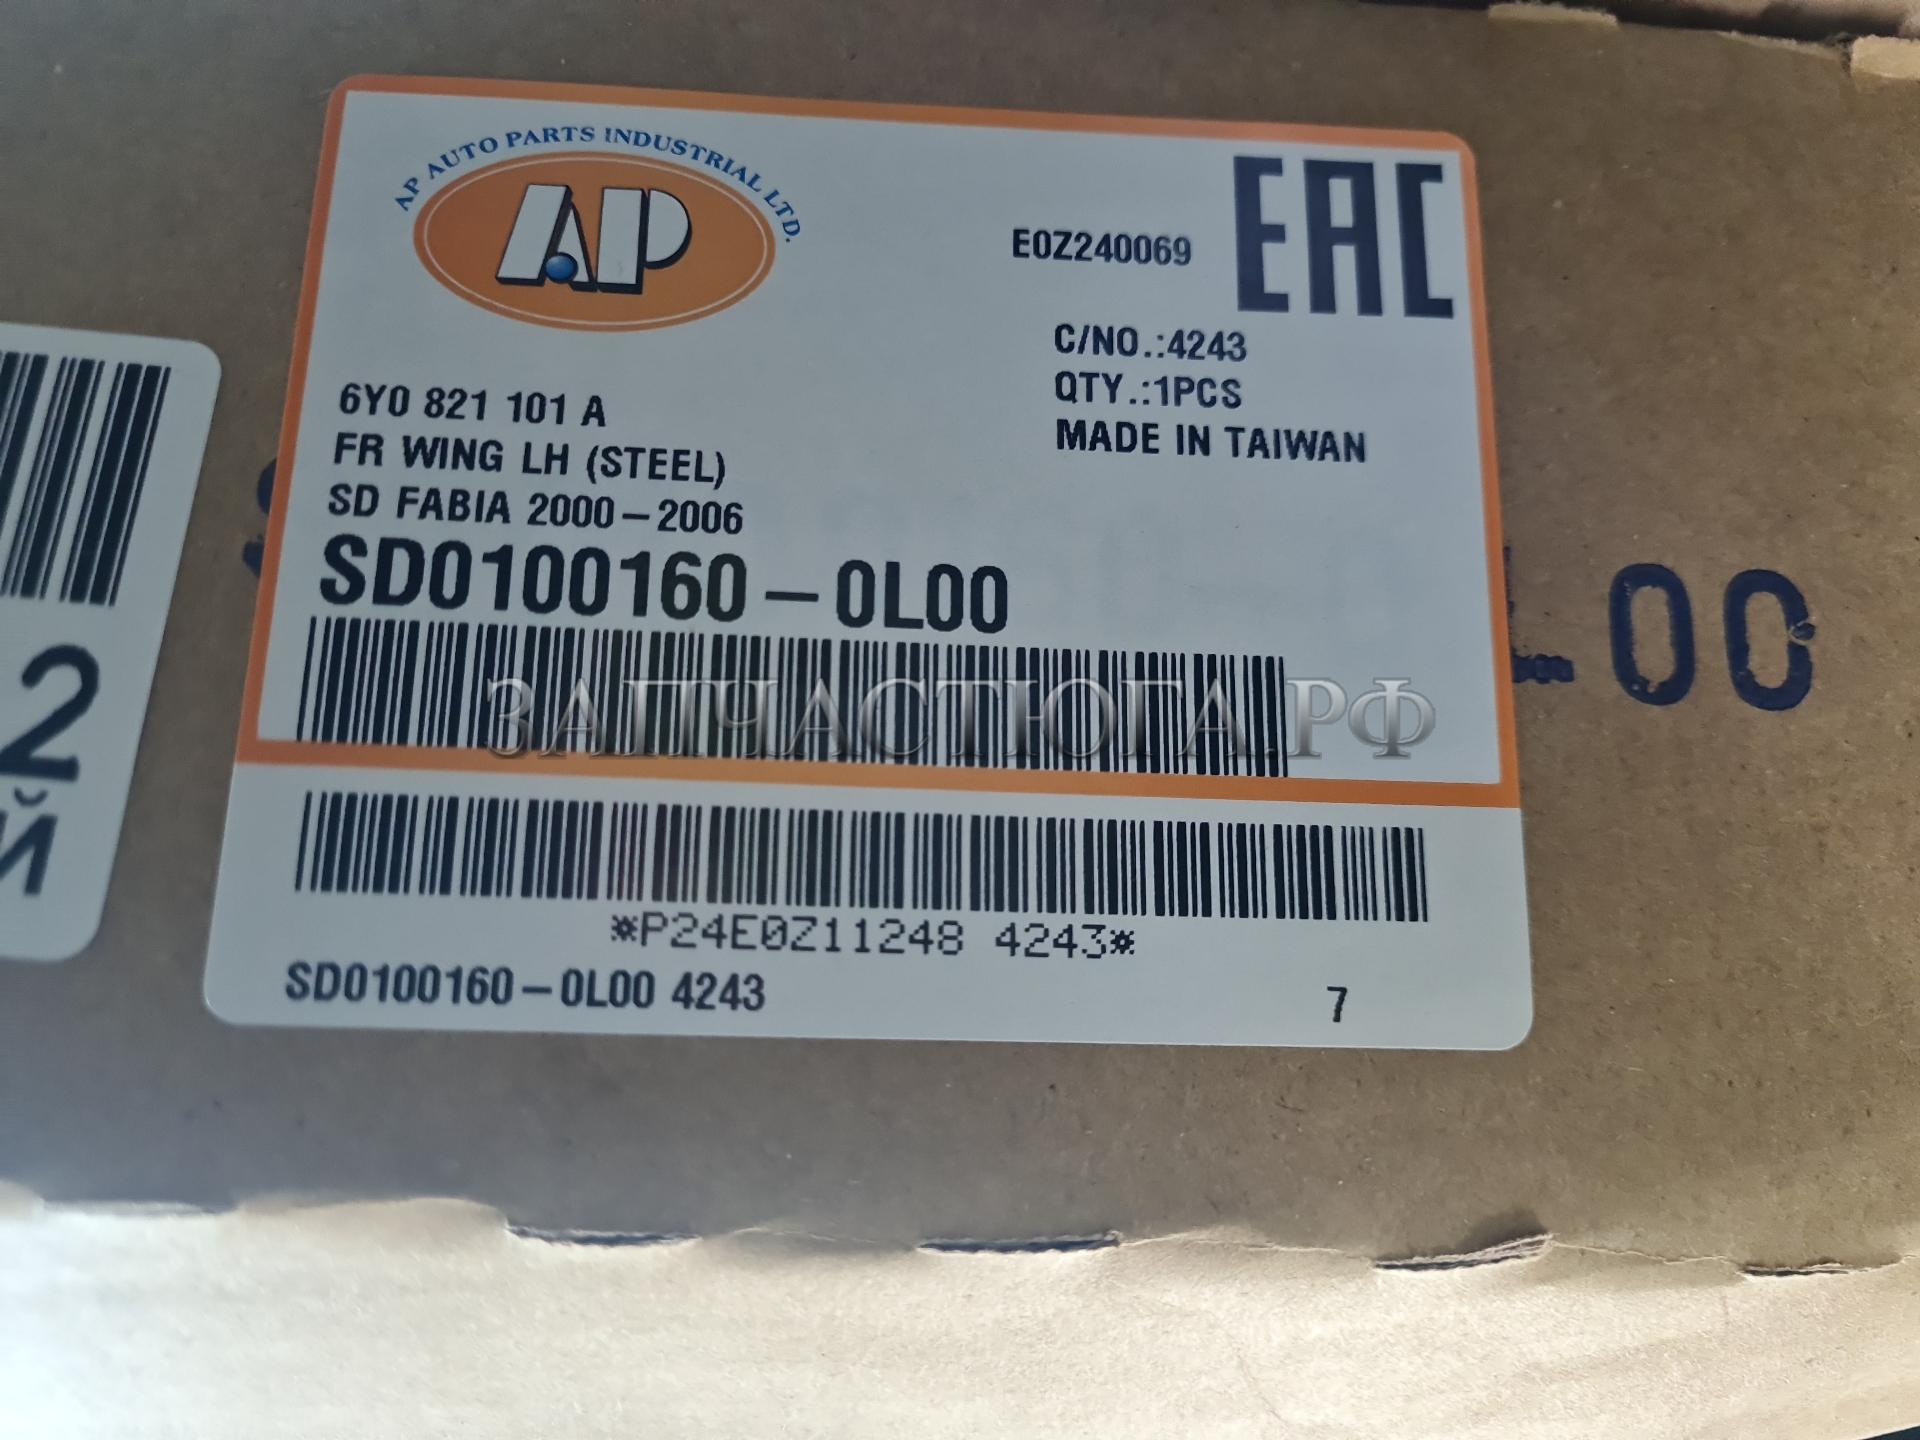 AP AUTO PARTS INDUSTRIAL LTD.
AP
EAC
E0Z240069
C/NO.:4243
QTY.:1PCS
MADE IN TAIWAN
6Y0 821 101 A
FR WING LH (STEEL)
SD FABIA 2000-2006
SD0100160-0L00
ЗАПЧАСТЮГА.РФ
*P24E0Z11248 4243*
SD0100160-0L00 4243
7
L00
2
Й